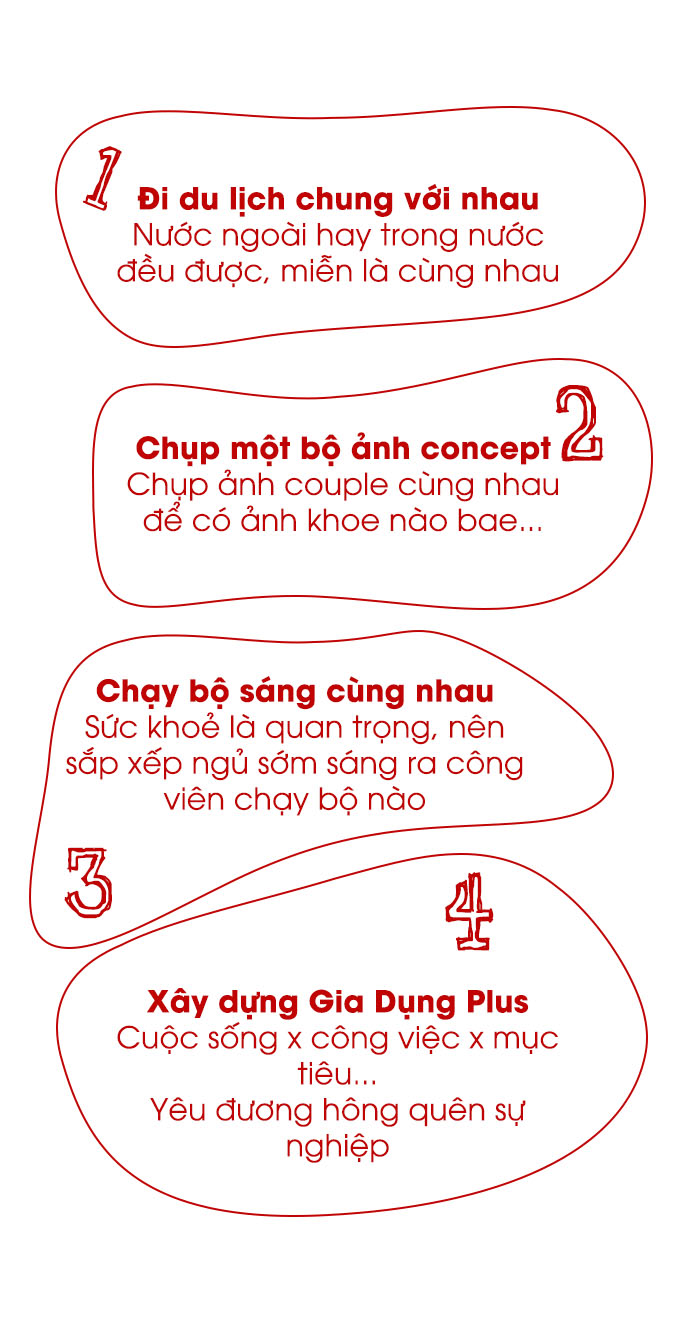 1
Đi du lịch chung với nhau
Nước ngoài hay trong nước
đều được, miễn là cùng nhau
2
Chụp một bộ ảnh concept
Chụp ảnh couple cùng nhau
để có ảnh khoe nào bae...
Chạy bộ sáng cùng nhau
Sức khoẻ là quan trọng, nên
sắp xếp ngủ sớm sáng ra công
viên chạy bộ nào
3
4
Xây dựng Gia Dụng Plus
Cuộc sống x công việc x mục
tiêu...
Yêu đương hông quên sự
nghiệp